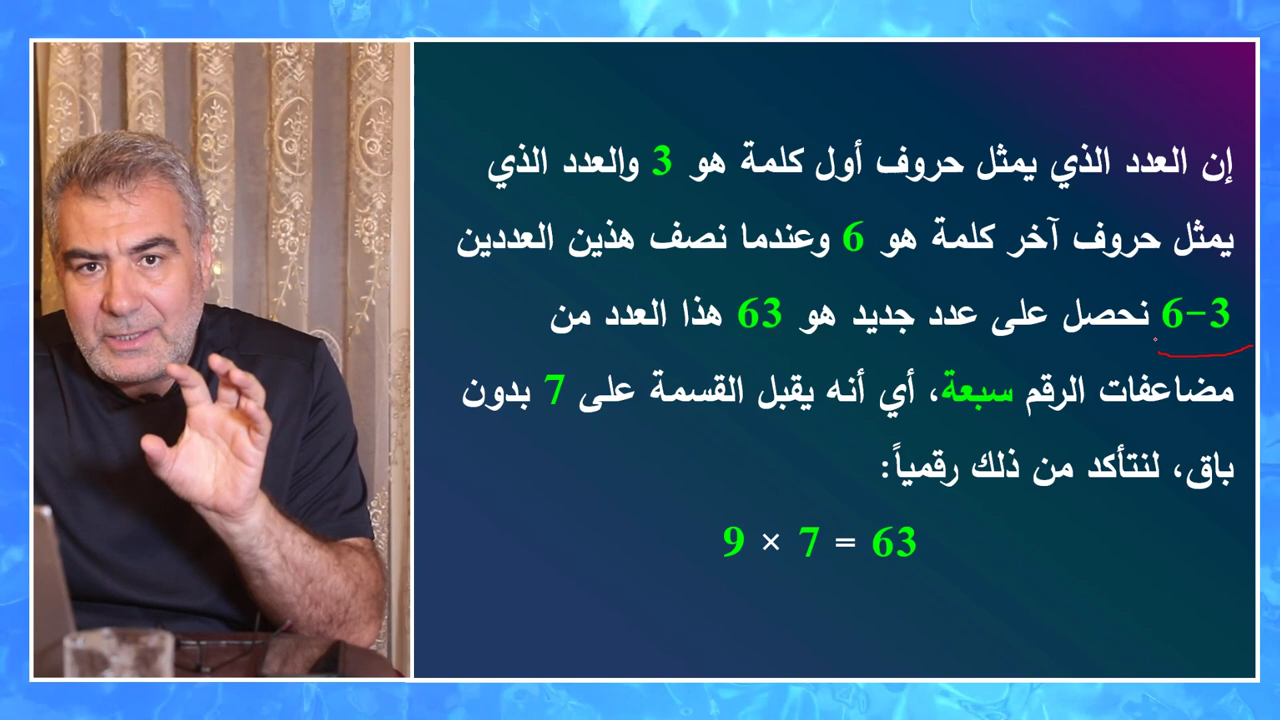 إن العدد الذي يمثل حروف أول كلمة هو 3 والعدد الذي
يمثل حروف آخر كلمة هو 6 وعندما نصف هذين العددين
6-3 نحصل على عدد جديد هو 63 هذا العدد من
مضاعفات الرقم سبعة، أي أنه يقبل القسمة على 7 بدون
باق، لنتأكد من ذلك رقمياً:
9 × 7 = 63